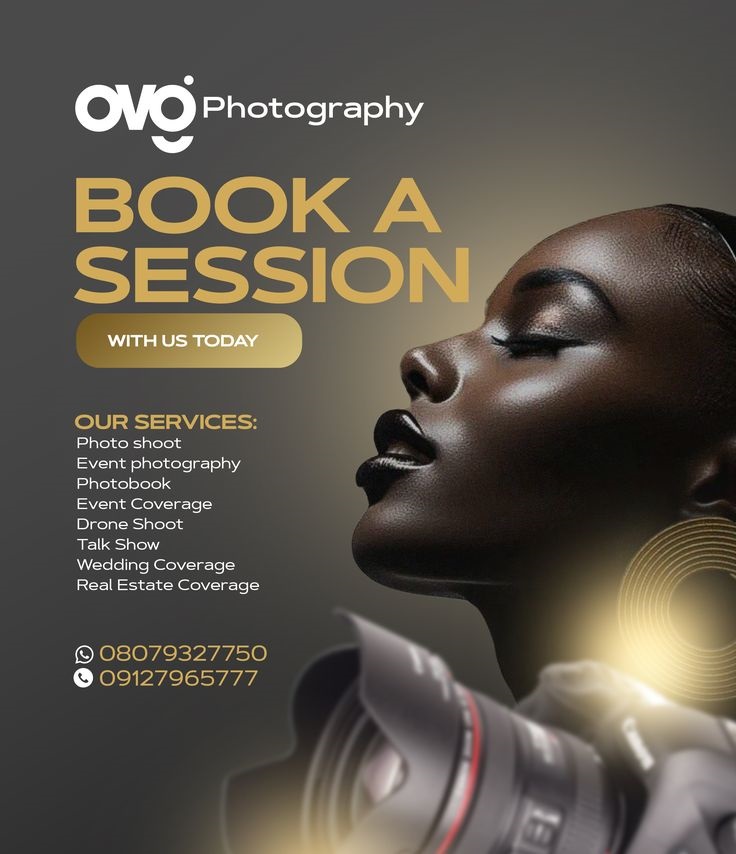 ovo Photography
BOOK A
SESSION
WITH US TODAY
OUR SERVICES:
Photo shoot
Event photography
Photobook
Event Coverage
Drone Shoot
Talk Show
Wedding Coverage
Real Estate Coverage
08079327750
09127965777